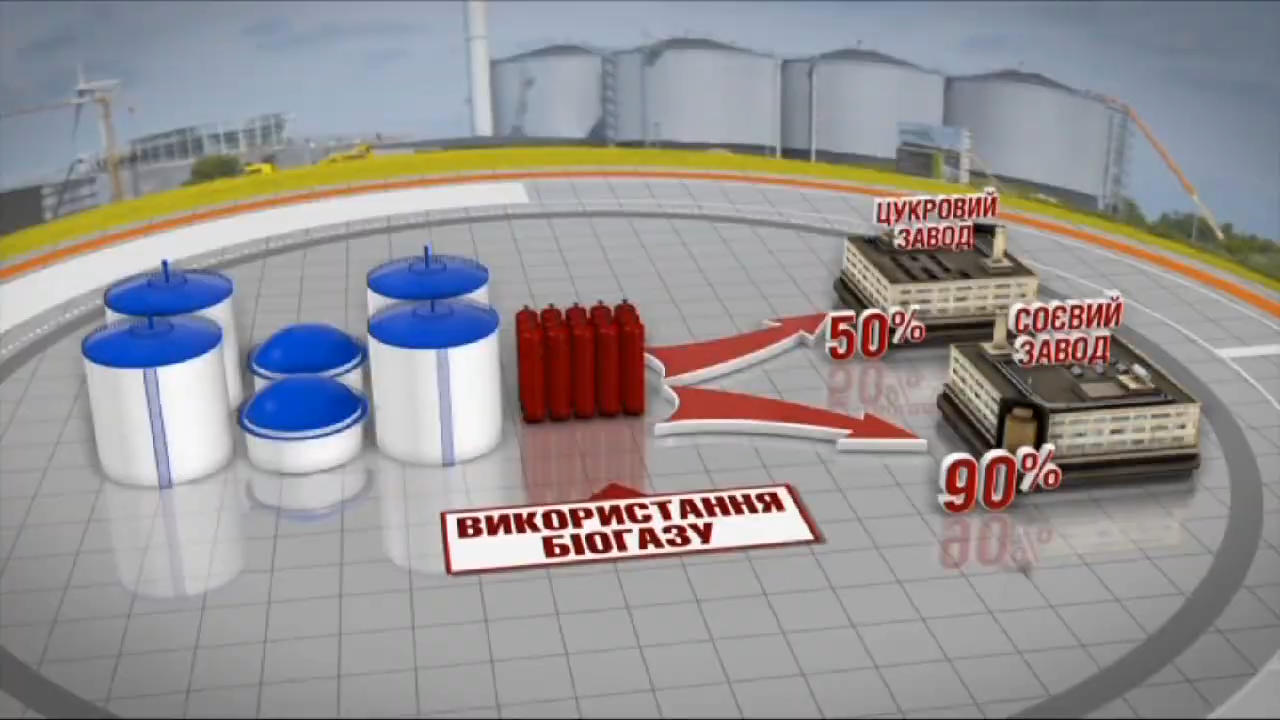 ЦУКРОВИЙ
ЗАВОД
50%
СОЄВИЙ
ЗАВОД
90%
ВИКОРИСТАННЯ
БІОГАЗУ